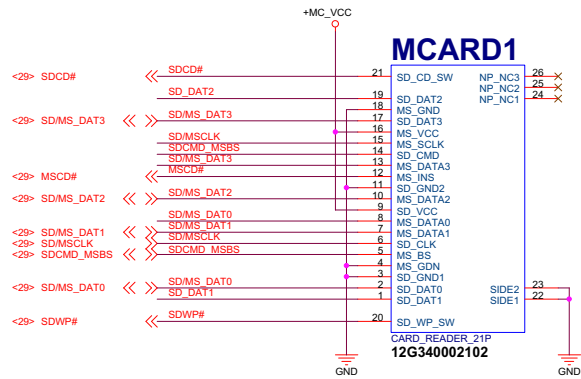 +MC_VCC
MCARD1
<29> SDCD# SDCD# 21 SD_CD_SW NP_NC3 26
NP_NC2 25
SD_DAT2 19 SD_DAT2 NP_NC1 24
18 MS_GND
<29> SD/MS_DAT3 SD/MS_DAT3 17 SD_DAT3
16 MS_VCC
SD/MSCLK 15 MS_SCLK
SDCMD_MSBS 14 SD_CMD
SD/MS_DAT3 13 MS_DATA3
<29> MSCD# MSCD# 12 MS_INS
11 SD_GND2
<29> SD/MS_DAT2 SD/MS_DAT2 10 MS_DATA2
9 SD_VCC
SD/MS_DAT0 8 MS_DATA0
<29> SD/MS_DAT1 SD/MS_DAT1 7 MS_DATA1
<29> SD/MSCLK SD/MSCLK 6 SD_CLK
<29> SDCMD_MSBS SDCMD_MSBS 5 MS_BS
4 MS_GDN
3 SD_GND1
<29> SD/MS_DAT0 SD/MS_DAT0 2 SD_DAT0 SIDE2 23
SD_DAT1 1 SD_DAT1 SIDE1 22
<29> SDWP# SDWP# 20 SD_WP_SW
CARD_READER_21P
12G340002102
GND GND